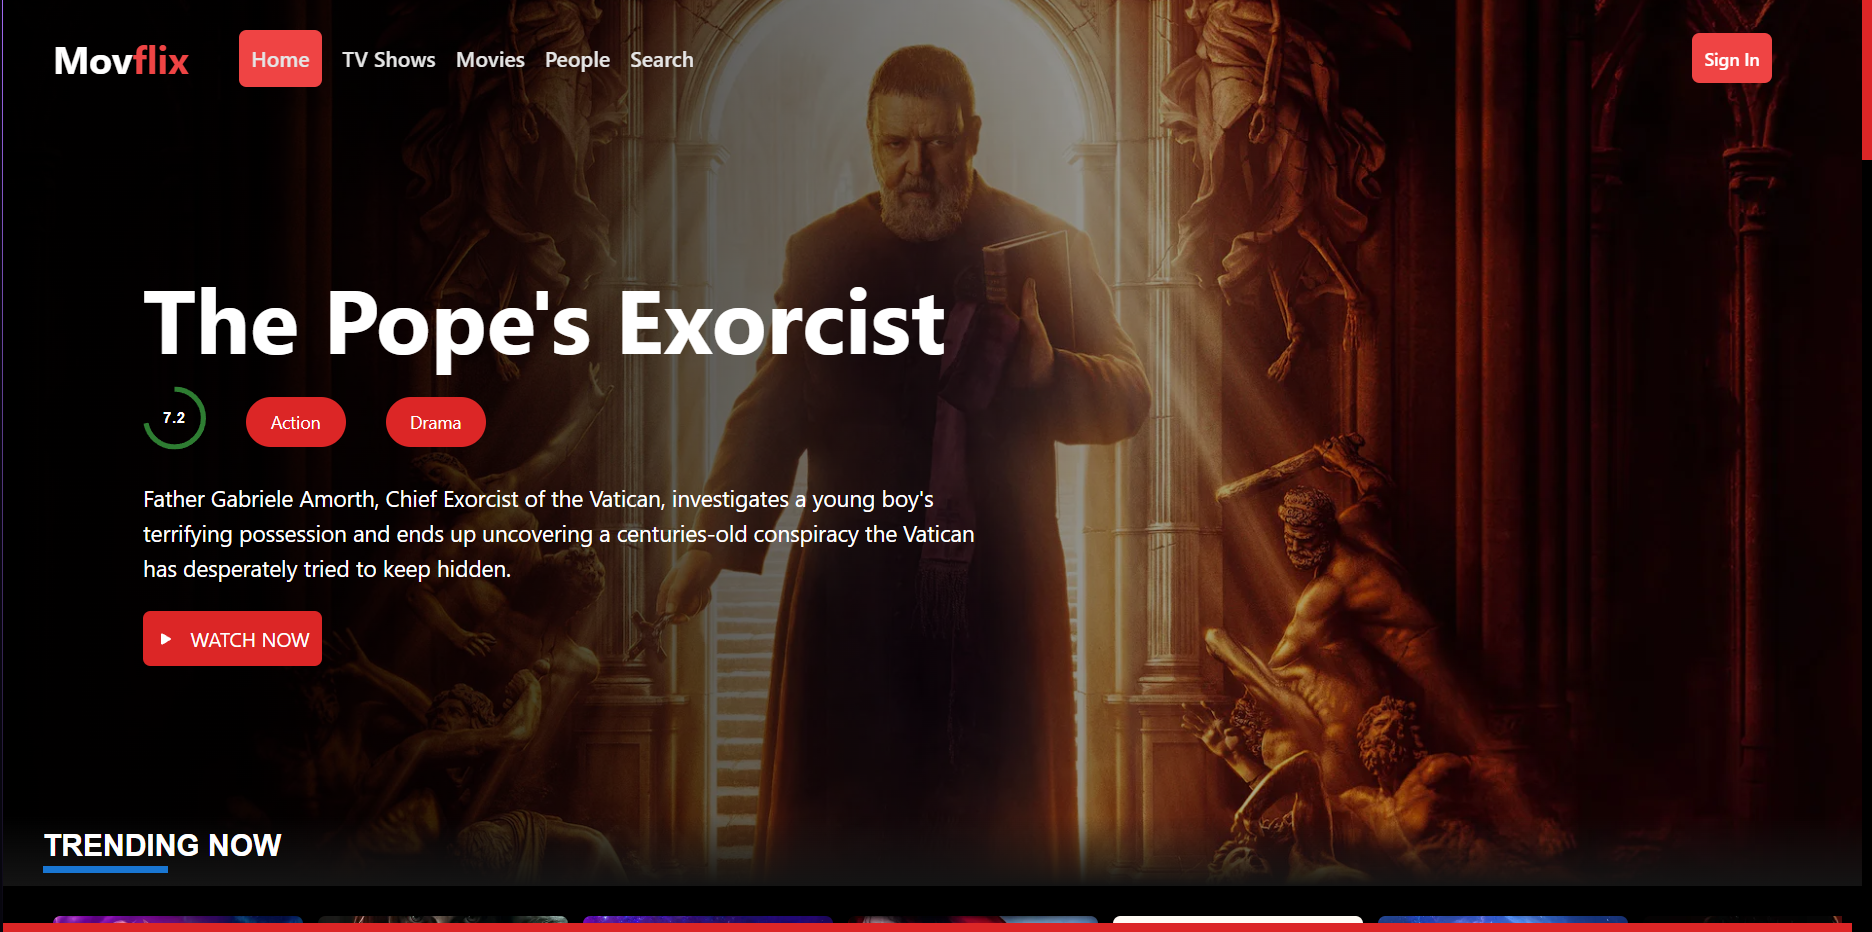 Movflix
Home
TV Shows
Movies
People
Search
Sign In
The Pope's Exorcist
7.2
Action
Drama
Father Gabriele Amorth, Chief Exorcist of the Vatican, investigates a young boy's
terrifying possession and ends up uncovering a centuries-old conspiracy the Vatican
has desperately tried to keep hidden.
WATCH NOW
TRENDING NOW